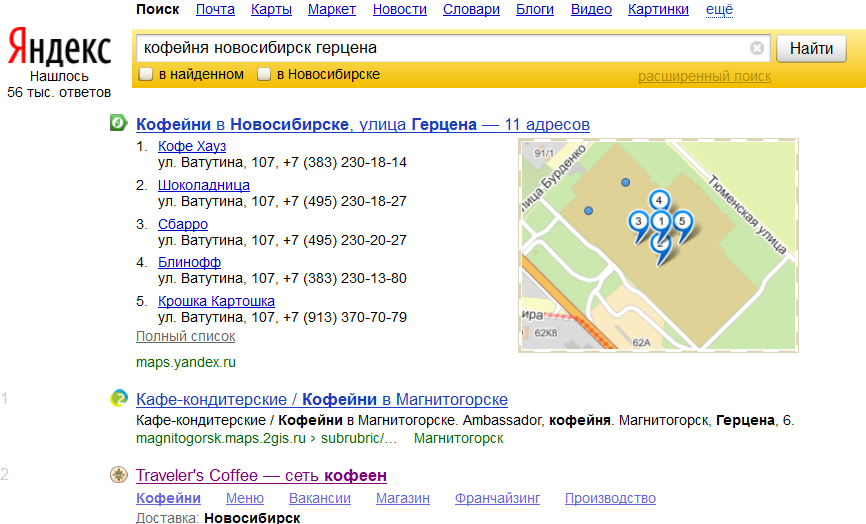 Поиск Почта Карты Маркет Новости Словари Блоги Видео Картинки ещё
Яндекс
кофейня новосибирск герцена
Найти
Нашлось
56 тыс. ответов
в найденном в Новосибирске расширенный поиск
Кофейни в Новосибирске, улица Герцена — 11 адресов
1. Кофе Хауз
ул. Ватутина, 107, +7 (383) 230-18-14
2. Шоколадница
ул. Ватутина, 107, +7 (495) 230-18-27
3. Сбарро
ул. Ватутина, 107, +7 (495) 230-20-27
4. Блинофф
ул. Ватутина, 107, +7 (383) 230-13-80
5. Крошка Картошка
ул. Ватутина, 107, +7 (913) 370-70-79
Полный список
maps.yandex.ru
91/1
улица Бурденко
Тюменская улица
4
3 1 5
2
ира
62К8
62А
1
Кафе-кондитерские / Кофейни в Магнитогорске
Кафе-кондитерские / Кофейни в Магнитогорске. Ambassador, кофейня. Магнитогорск, Герцена, 6.
magnitogorsk.maps.2gis.ru › subrubric/… Магнитогорск
2
Traveler's Coffee — сеть кофеен
Кофейни Меню Вакансии Магазин Франчайзинг Производство
Доставка: Новосибирск